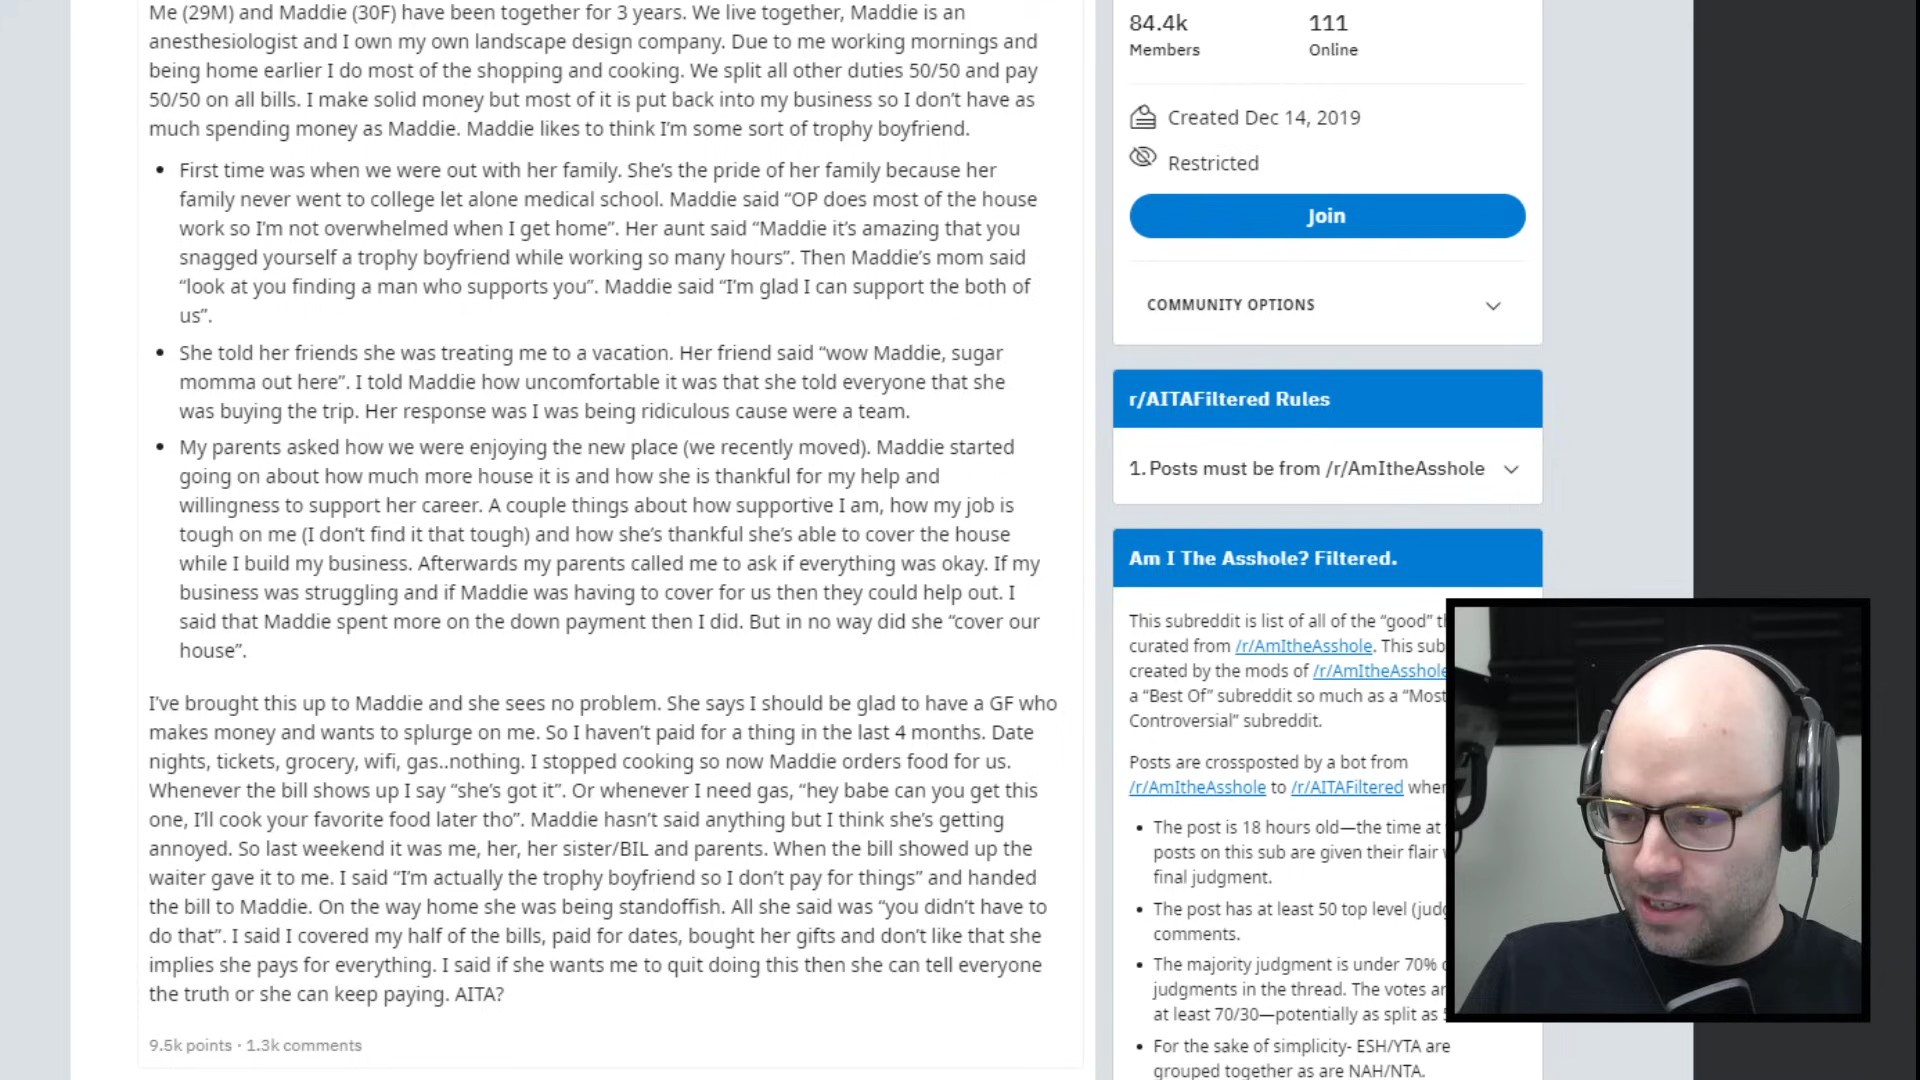 Me (29M) and Maddie (30F) have been together for 3 years. We live together, Maddie is an
anesthesiologist and I own my own landscape design company. Due to me working mornings and
being home earlier I do most of the shopping and cooking. We split all other duties 50/50 and pay
50/50 on all bills. I make solid money but most of it is put back into my business so I don’t have as
much spending money as Maddie. Maddie likes to think I’m some sort of trophy boyfriend.
• First time was when we were out with her family. She’s the pride of her family because her
family never went to college let alone medical school. Maddie said “OP does most of the house
work so I’m not overwhelmed when I get home”. Her aunt said “Maddie it’s amazing that you
snagged yourself a trophy boyfriend while working so many hours”. Then Maddie’s mom said
“look at you finding a man who supports you”. Maddie said “I’m glad I can support the both of
us”.
• She told her friends she was treating me to a vacation. Her friend said “wow Maddie, sugar
momma out here”. I told Maddie how uncomfortable it was that she told everyone that she
was buying the trip. Her response was I was being ridiculous cause were a team.
• My parents asked how we were enjoying the new place (we recently moved). Maddie started
going on about how much more house it is and how she is thankful for my help and
willingness to support her career. A couple things about how supportive I am, how my job is
tough on me (I don’t find it that tough) and how she’s thankful she’s able to cover the house
while I build my business. Afterwards my parents called me to ask if everything was okay. If my
business was struggling and if Maddie was having to cover for us then they could help out. I
said that Maddie spent more on the down payment then I did. But in no way did she “cover our
house”.
I’ve brought this up to Maddie and she sees no problem. She says I should be glad to have a GF who
makes money and wants to splurge on me. So I haven’t paid for a thing in the last 4 months. Date
nights, tickets, grocery, wifi, gas..nothing. I stopped cooking so now Maddie orders food for us.
Whenever the bill shows up I say “she’s got it”. Or whenever I need gas, “hey babe can you get this
one, I’ll cook your favorite food later tho”. Maddie hasn’t said anything but I think she’s getting
annoyed. So last weekend it was me, her, her sister/BIL and parents. When the bill showed up the
waiter gave it to me. I said “I’m actually the trophy boyfriend so I don’t pay for things” and handed
the bill to Maddie. On the way home she was being standoffish. All she said was “you didn’t have to
do that”. I said I covered my half of the bills, paid for dates, bought her gifts and don’t like that she
implies she pays for everything. I said if she wants me to quit doing this then she can tell everyone
the truth or she can keep paying. AITA?
9.5k points · 1.3k comments
84.4k 111
Members Online
Created Dec 14, 2019
Restricted
Join
COMMUNITY OPTIONS
r/AITAFiltered Rules
1. Posts must be from /r/AmItheAsshole
Am I The Asshole? Filtered.
This subreddit is list of all of the “good”
curated from /r/AmItheAsshole. This sub
created by the mods of /r/AmItheAsshole
a “Best Of” subreddit so much as a “Most
Controversial” subreddit.
Posts are crossposted by a bot from
/r/AmItheAsshole to /r/AITAFiltered
• The post is 18 hours old—the time at
posts on this sub are given their flair
final judgment.
• The post has at least 50 top level
comments.
• The majority judgment is under 70%
judgments in the thread. The votes
at least 70/30—potentially as split as
• For the sake of simplicity- ESH/YTA are
grouped together as are NAH/NTA.